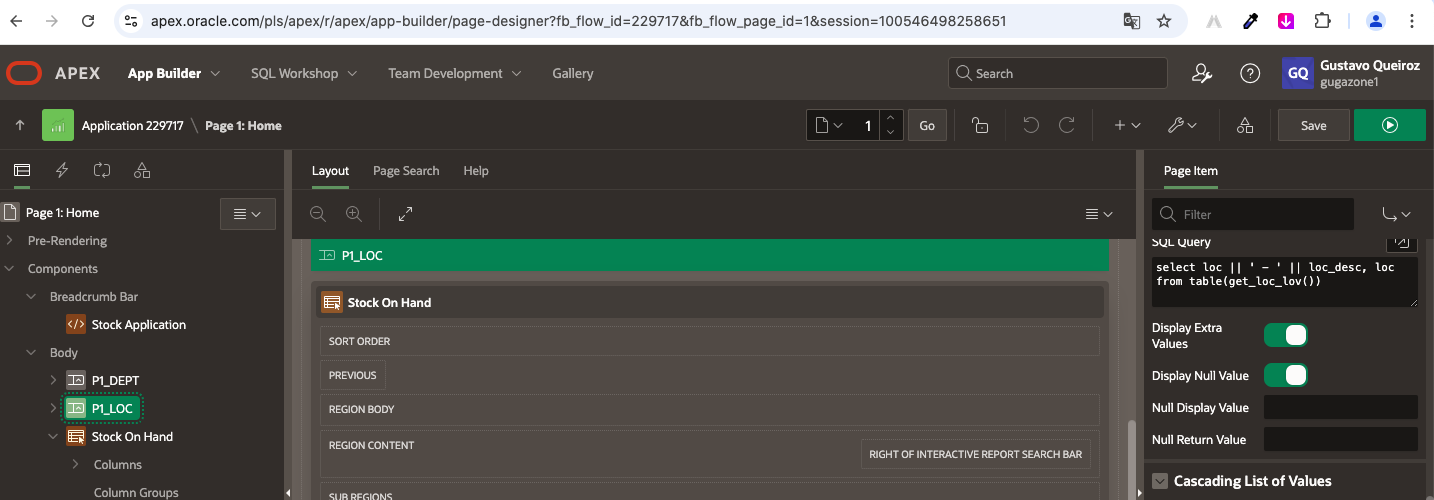 apex.oracle.com/pls/apex/r/apex/app-builder/page-designer?fb_flow_id=229717&fb_flow_page_id=1&session=100546498258651
APEX App Builder SQL Workshop Team Development Gallery Search GQ Gustavo Queiroz
gugazone1
Application 229717 \ Page 1: Home 1 Go Save
Layout Page Search Help Page Item
Page 1: Home Filter
Pre-Rendering
Components
Breadcrumb Bar
Stock Application
Body
P1_DEPT
P1_LOC
Stock On Hand
Columns
Column Groups
P1_LOC
Stock On Hand
SORT ORDER
PREVIOUS
REGION BODY
REGION CONTENT
RIGHT OF INTERACTIVE REPORT SEARCH BAR
SUB REGIONS
SQL Query
select loc || ' - ' || loc_desc, loc
from table(get_loc_lov())
Display Extra
Values
Display Null Value
Null Display Value
Null Return Value
Cascading List of Values